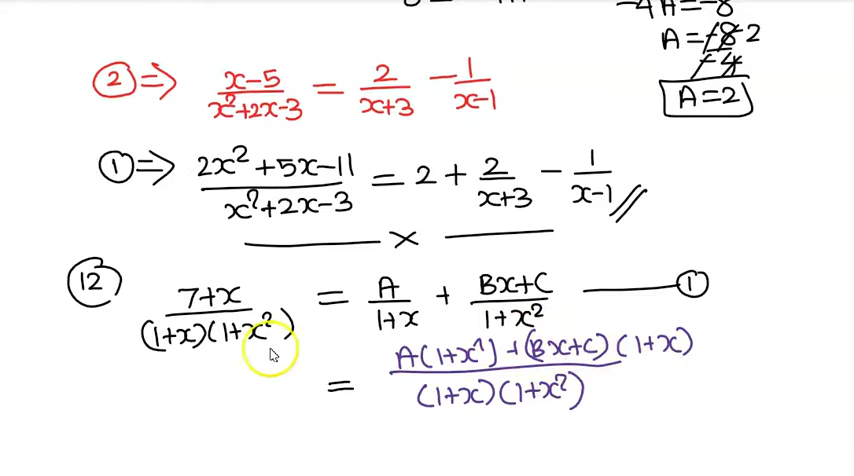 -4A=-8
A=-8 2
-4
A=2
② ⇒ x-5/x²+2x-3 = 2/x+3 - 1/x-1
① ⇒ 2x²+5x-11/x²+2x-3 = 2 + 2/x+3 - 1/x-1 //
——— × ———
⑫ 7+x/(1+x)(1+x²) = A/1+x + Bx+C/1+x² ——— ①
= A(1+x²)+(Bx+C)(1+x)/(1+x)(1+x²)